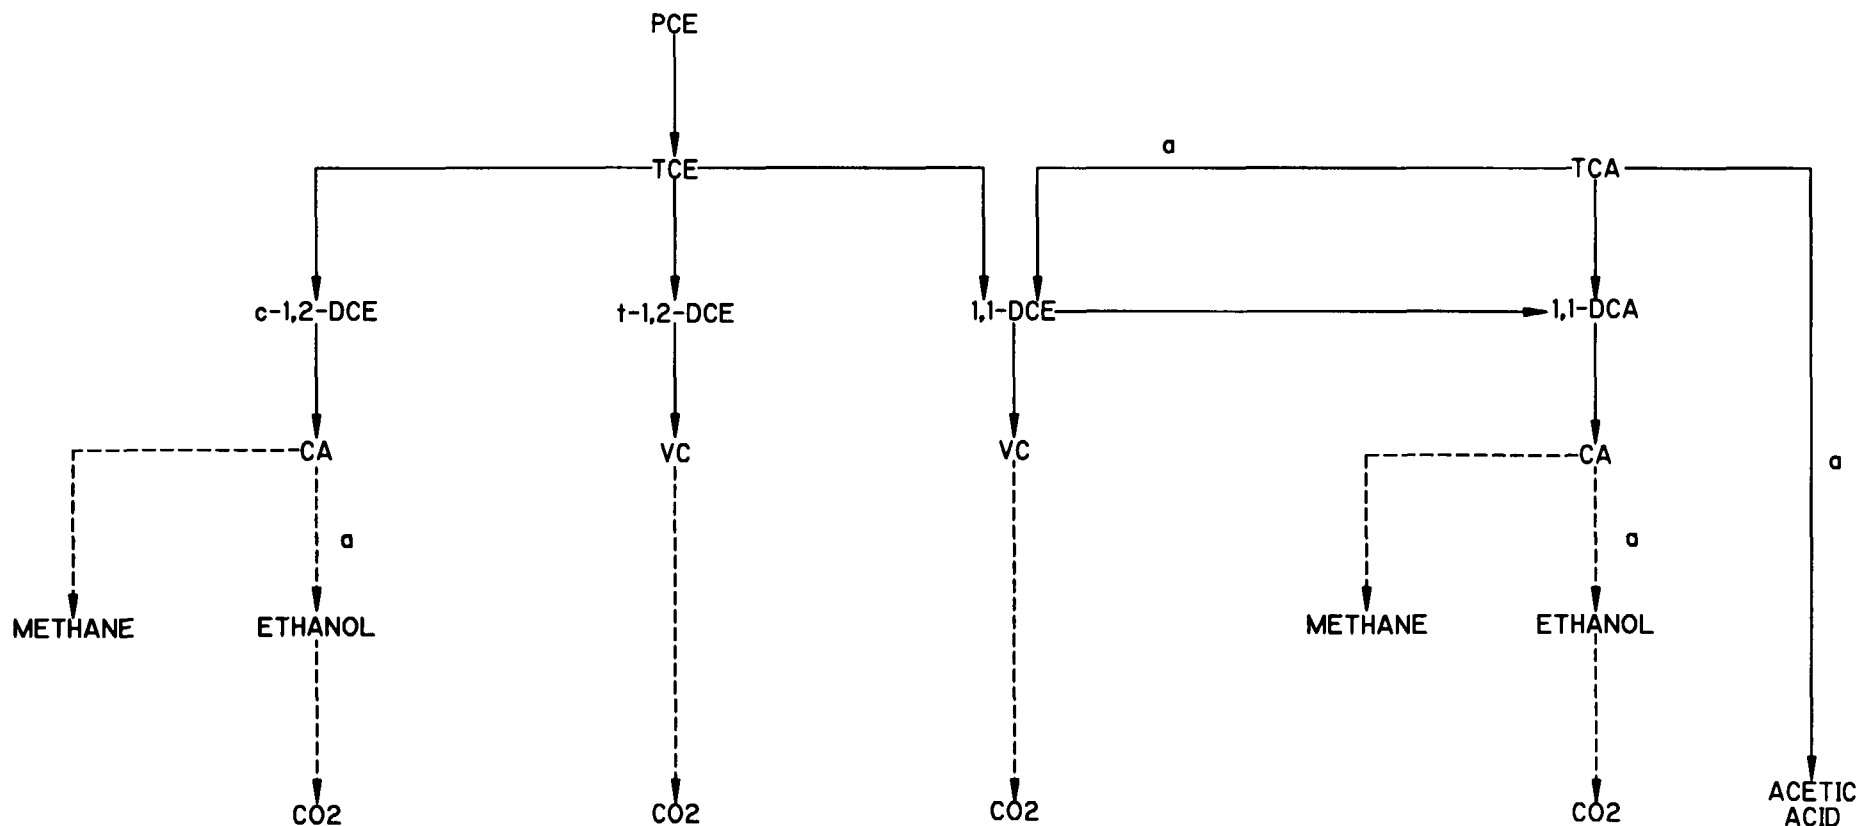 PCE
a
TCE
TCA
c-1,2-DCE
t-1,2-DCE
1,1-DCE
1,1-DCA
CA
VC
VC
CA
a
a
a
METHANE
ETHANOL
METHANE
ETHANOL
CO2
CO2
CO2
CO2
ACETIC
ACID